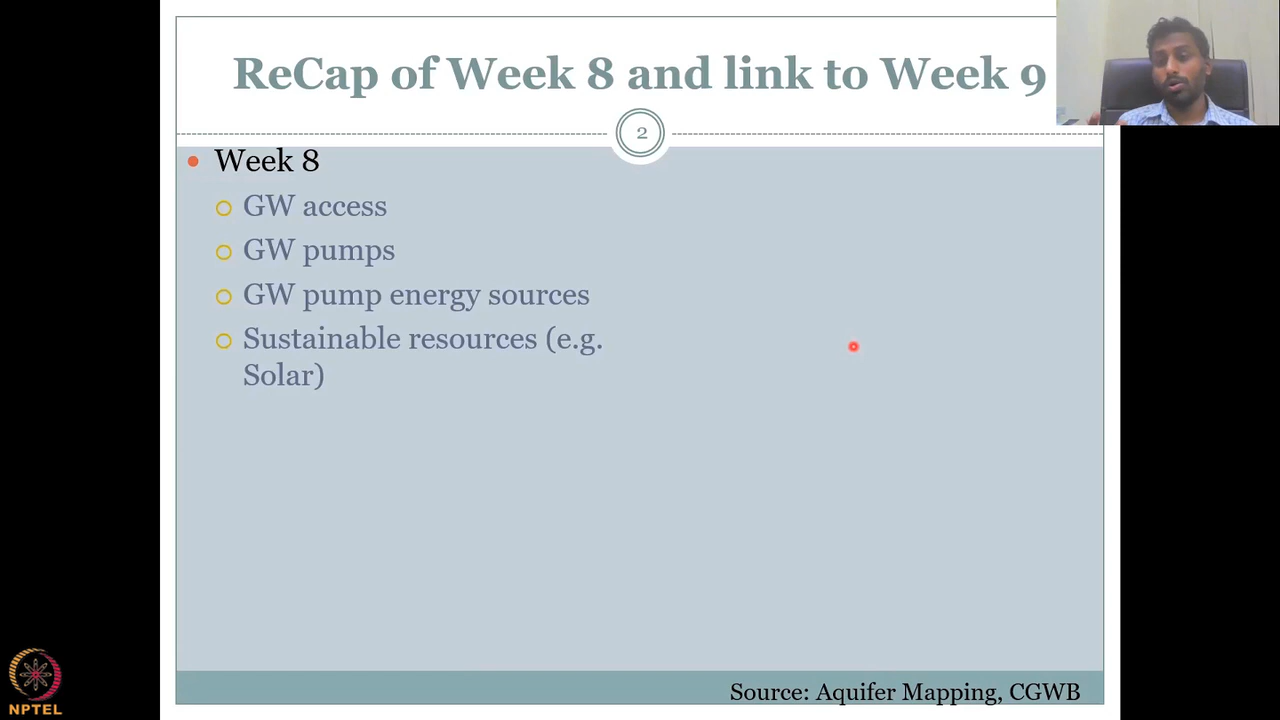 ReCap of Week 8 and link to Week 9
2
Week 8
GW access
GW pumps
GW pump energy sources
Sustainable resources (e.g.
Solar)
Source: Aquifer Mapping, CGWB
NPTEL